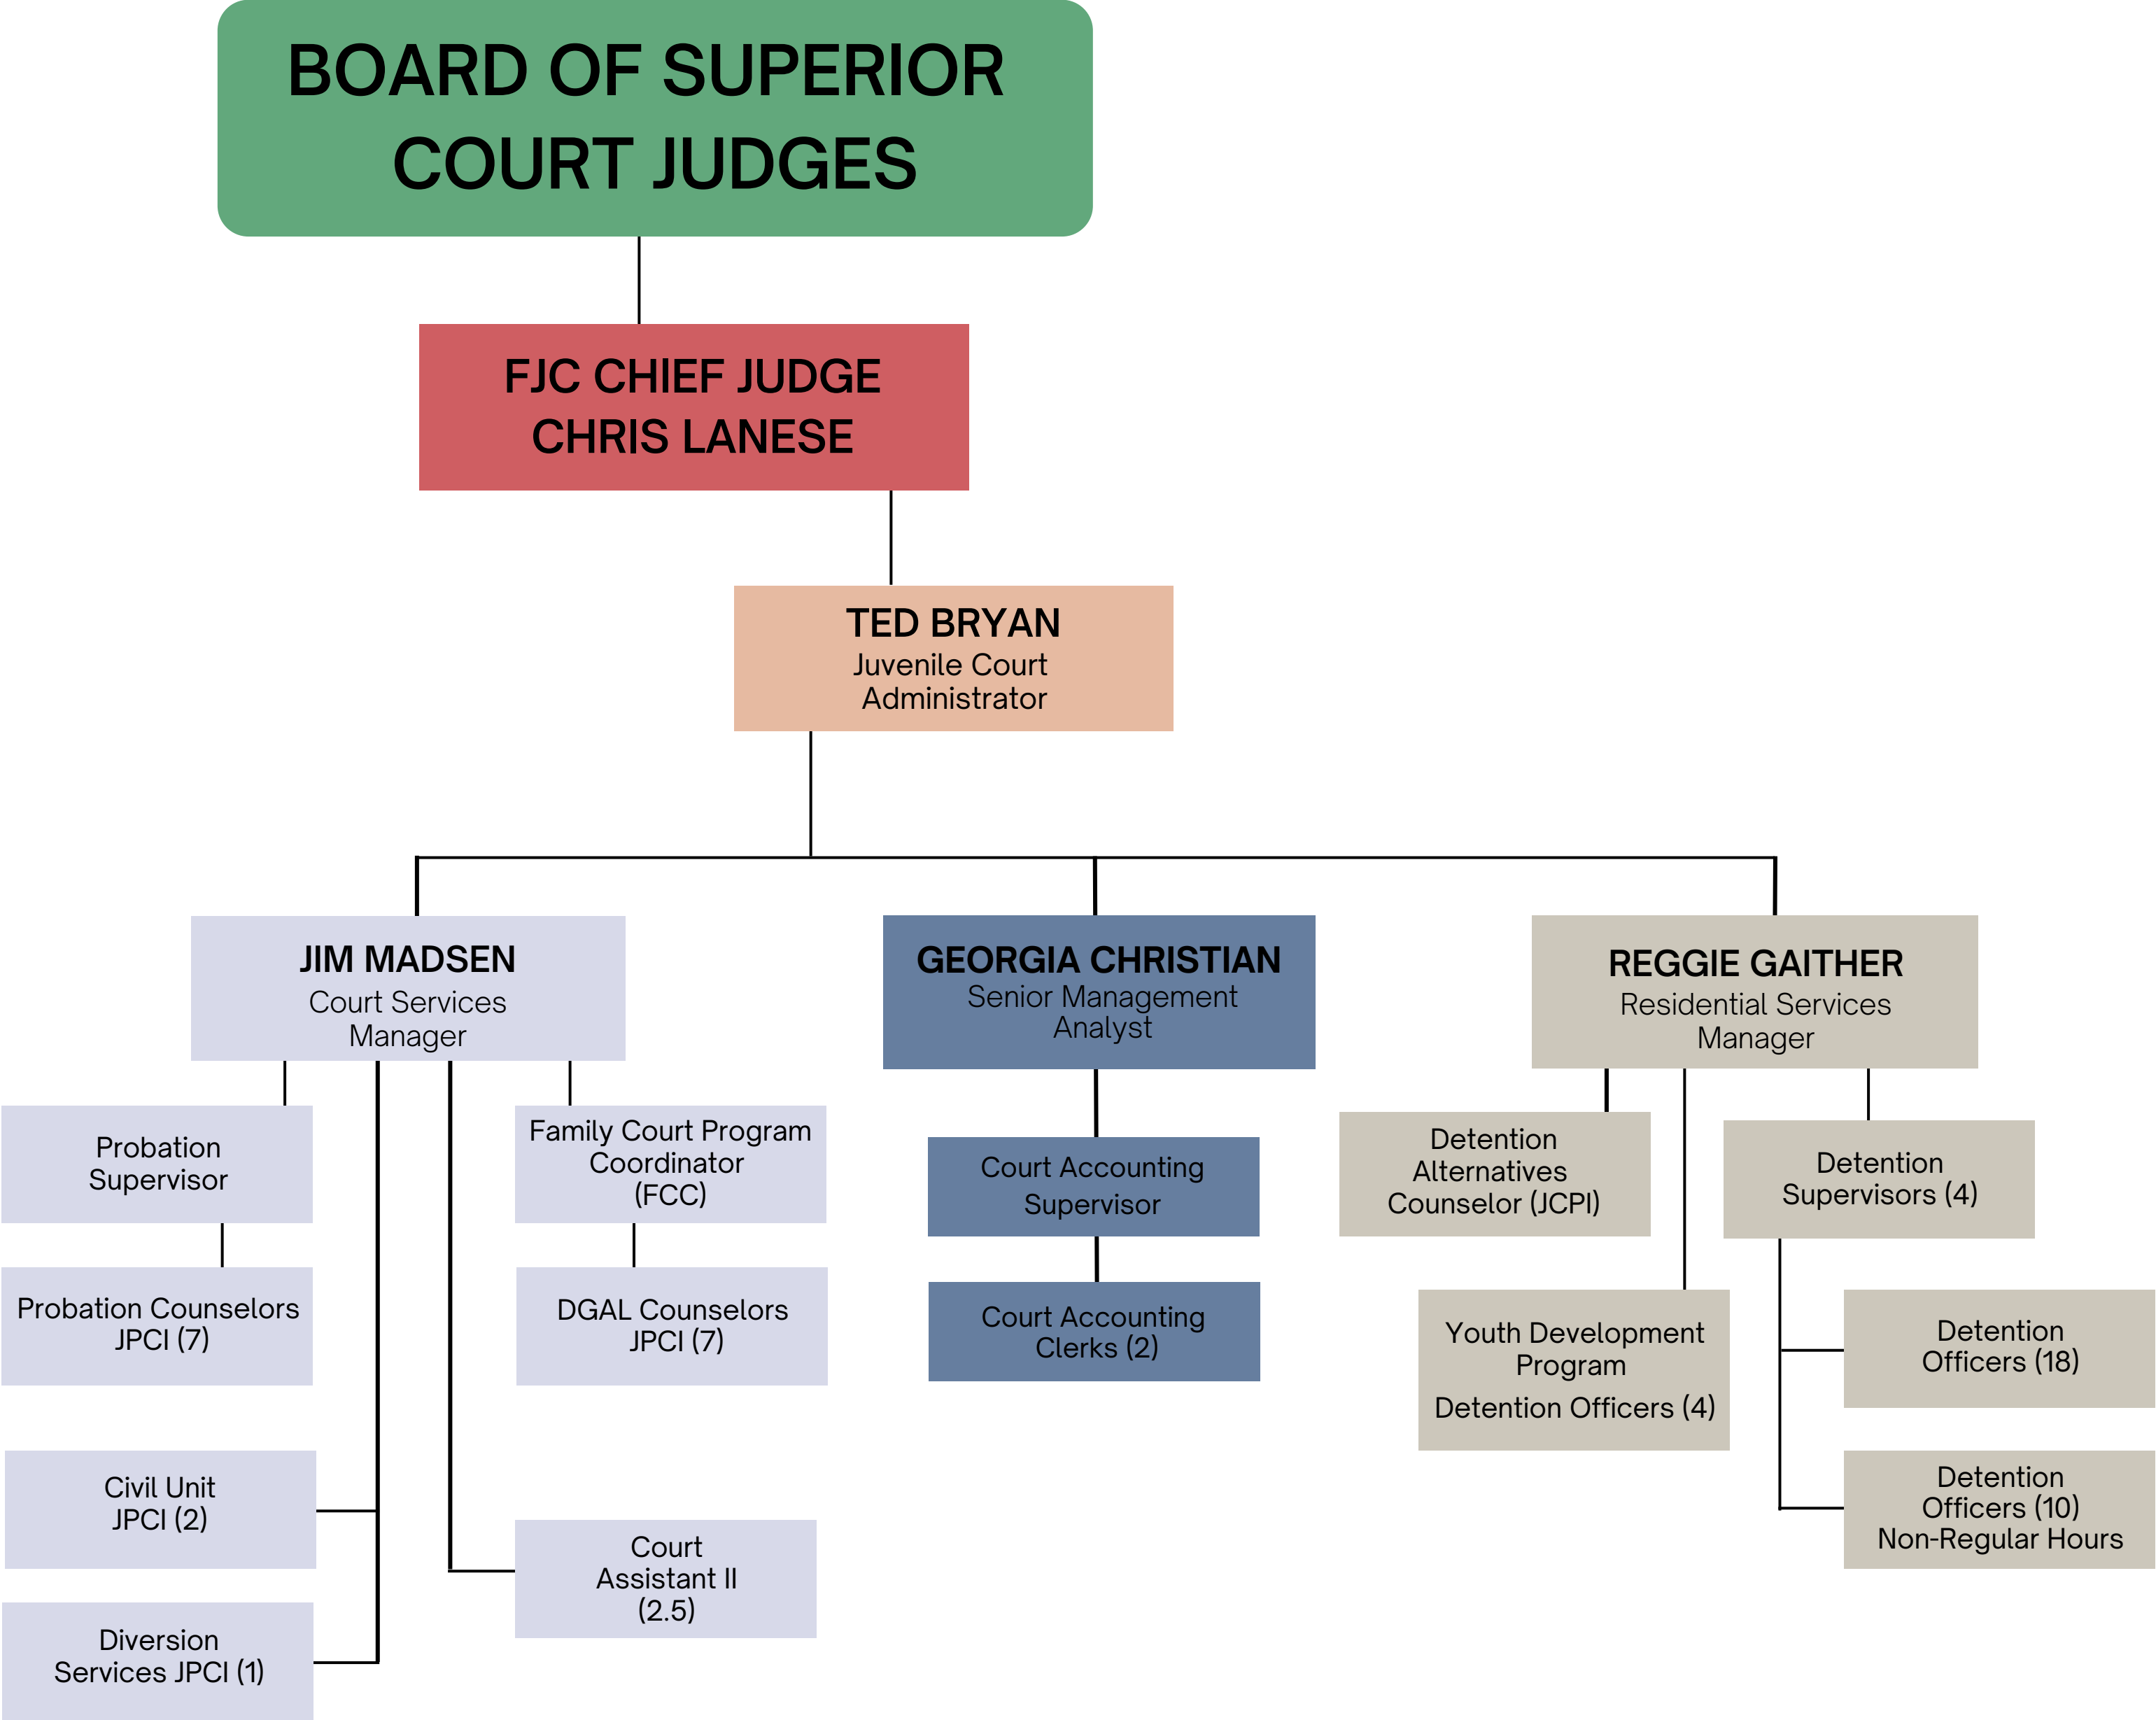 BOARD OF SUPERIOR
COURT JUDGES
FJC CHIEF JUDGE
CHRIS LANESE
TED BRYAN
Juvenile Court
Administrator
JIM MADSEN
Court Services
Manager
GEORGIA CHRISTIAN
Senior Management
Analyst
REGGIE GAITHER
Residential Services
Manager
Probation
Supervisor
Family Court Program
Coordinator
(FCC)
Court Accounting
Supervisor
Detention
Alternatives
Counselor (JCPI)
Detention
Supervisors (4)
Probation Counselors
JPCI (7)
DGAL Counselors
JPCI (7)
Court Accounting
Clerks (2)
Youth Development
Program
Detention Officers (4)
Detention
Officers (18)
Civil Unit
JPCI (2)
Court
Assistant II
(2.5)
Detention
Officers (10)
Non-Regular Hours
Diversion
Services JPCI (1)